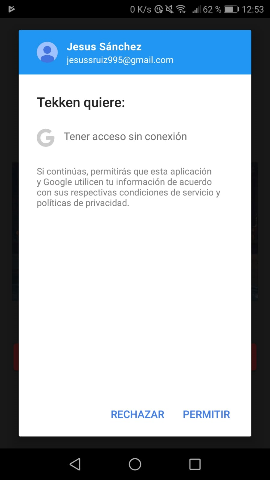 0 K/s 62 % 12:53
Jesus Sánchez
jesussruiz995@gmail.com
Tekken quiere:
Tener acceso sin conexión
Si continúas, permitirás que esta aplicación
y Google utilicen tu información de acuerdo
con sus respectivas condiciones de servicio y
políticas de privacidad.
RECHAZAR PERMITIR